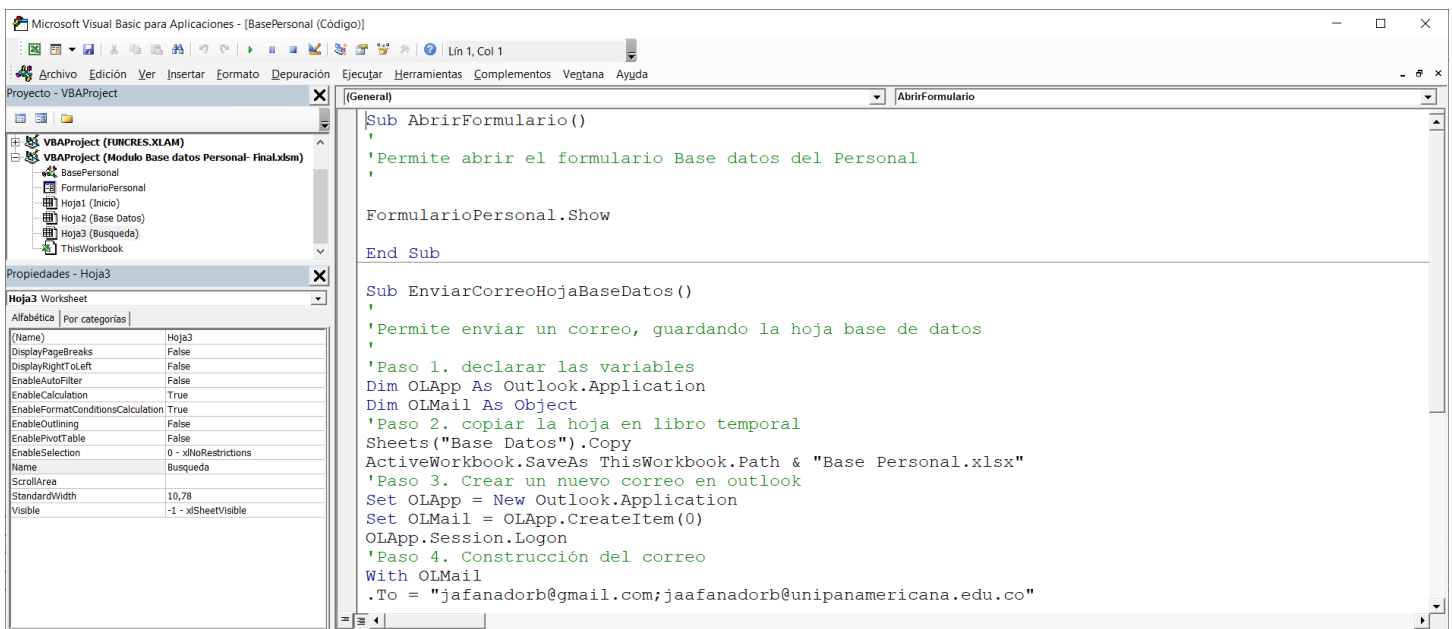 Microsoft Visual Basic para Aplicaciones - [BasePersonal (Código)]
Lín 1, Col 1
Archivo Edición Ver Insertar Formato Depuración Ejecutar Herramientas Complementos Ventana Ayuda
Proyecto - VBAProject
VBAProject (FUNCRES.XLAM)
VBAProject (Modulo Base datos Personal- Final.xlsm)
BasePersonal
FormularioPersonal
Hoja1 (Inicio)
Hoja2 (Base Datos)
Hoja3 (Busqueda)
ThisWorkbook
Propiedades - Hoja3
Hoja3 Worksheet
Alfabética Por categorías
(Name) Hoja3
DisplayPageBreaks False
DisplayRightToLeft False
EnableAutoFilter False
EnableCalculation True
EnableFormatConditionsCalculation True
EnableOutlining False
EnablePivotTable False
EnableSelection 0 - xlNoRestrictions
Name Busqueda
ScrollArea
StandardWidth 10,78
Visible -1 - xlSheetVisible
(General) AbrirFormulario
Sub AbrirFormulario()
'
'Permite abrir el formulario Base datos del Personal
'
FormularioPersonal.Show
End Sub
Sub EnviarCorreoHojaBaseDatos()
'
'Permite enviar un correo, guardando la hoja base de datos
'
'Paso 1. declarar las variables
Dim OLApp As Outlook.Application
Dim OLMail As Object
'Paso 2. copiar la hoja en libro temporal
Sheets("Base Datos").Copy
ActiveWorkbook.SaveAs ThisWorkbook.Path & "Base Personal.xlsx"
'Paso 3. Crear un nuevo correo en outlook
Set OLApp = New Outlook.Application
Set OLMail = OLApp.CreateItem(0)
OLApp.Session.Logon
'Paso 4. Construcción del correo
With OLMail
.To = "jafanadorb@gmail.com;jaafanadorb@unipanamericana.edu.co"